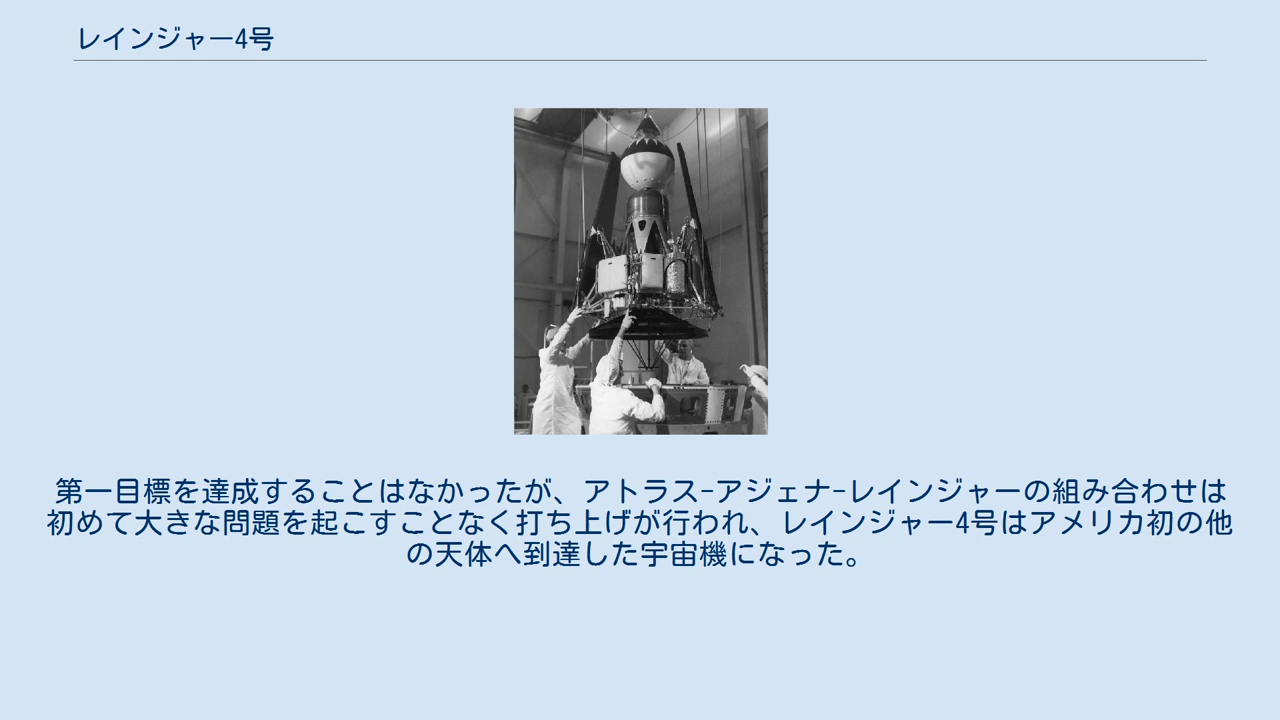 レインジャー4号
第一目標を達成することはなかったが、アトラス-アジェナ-レインジャーの組み合わせは
初めて大きな問題を起こすことなく打ち上げが行われ、レインジャー4号はアメリカ初の他
の天体へ到達した宇宙機になった。